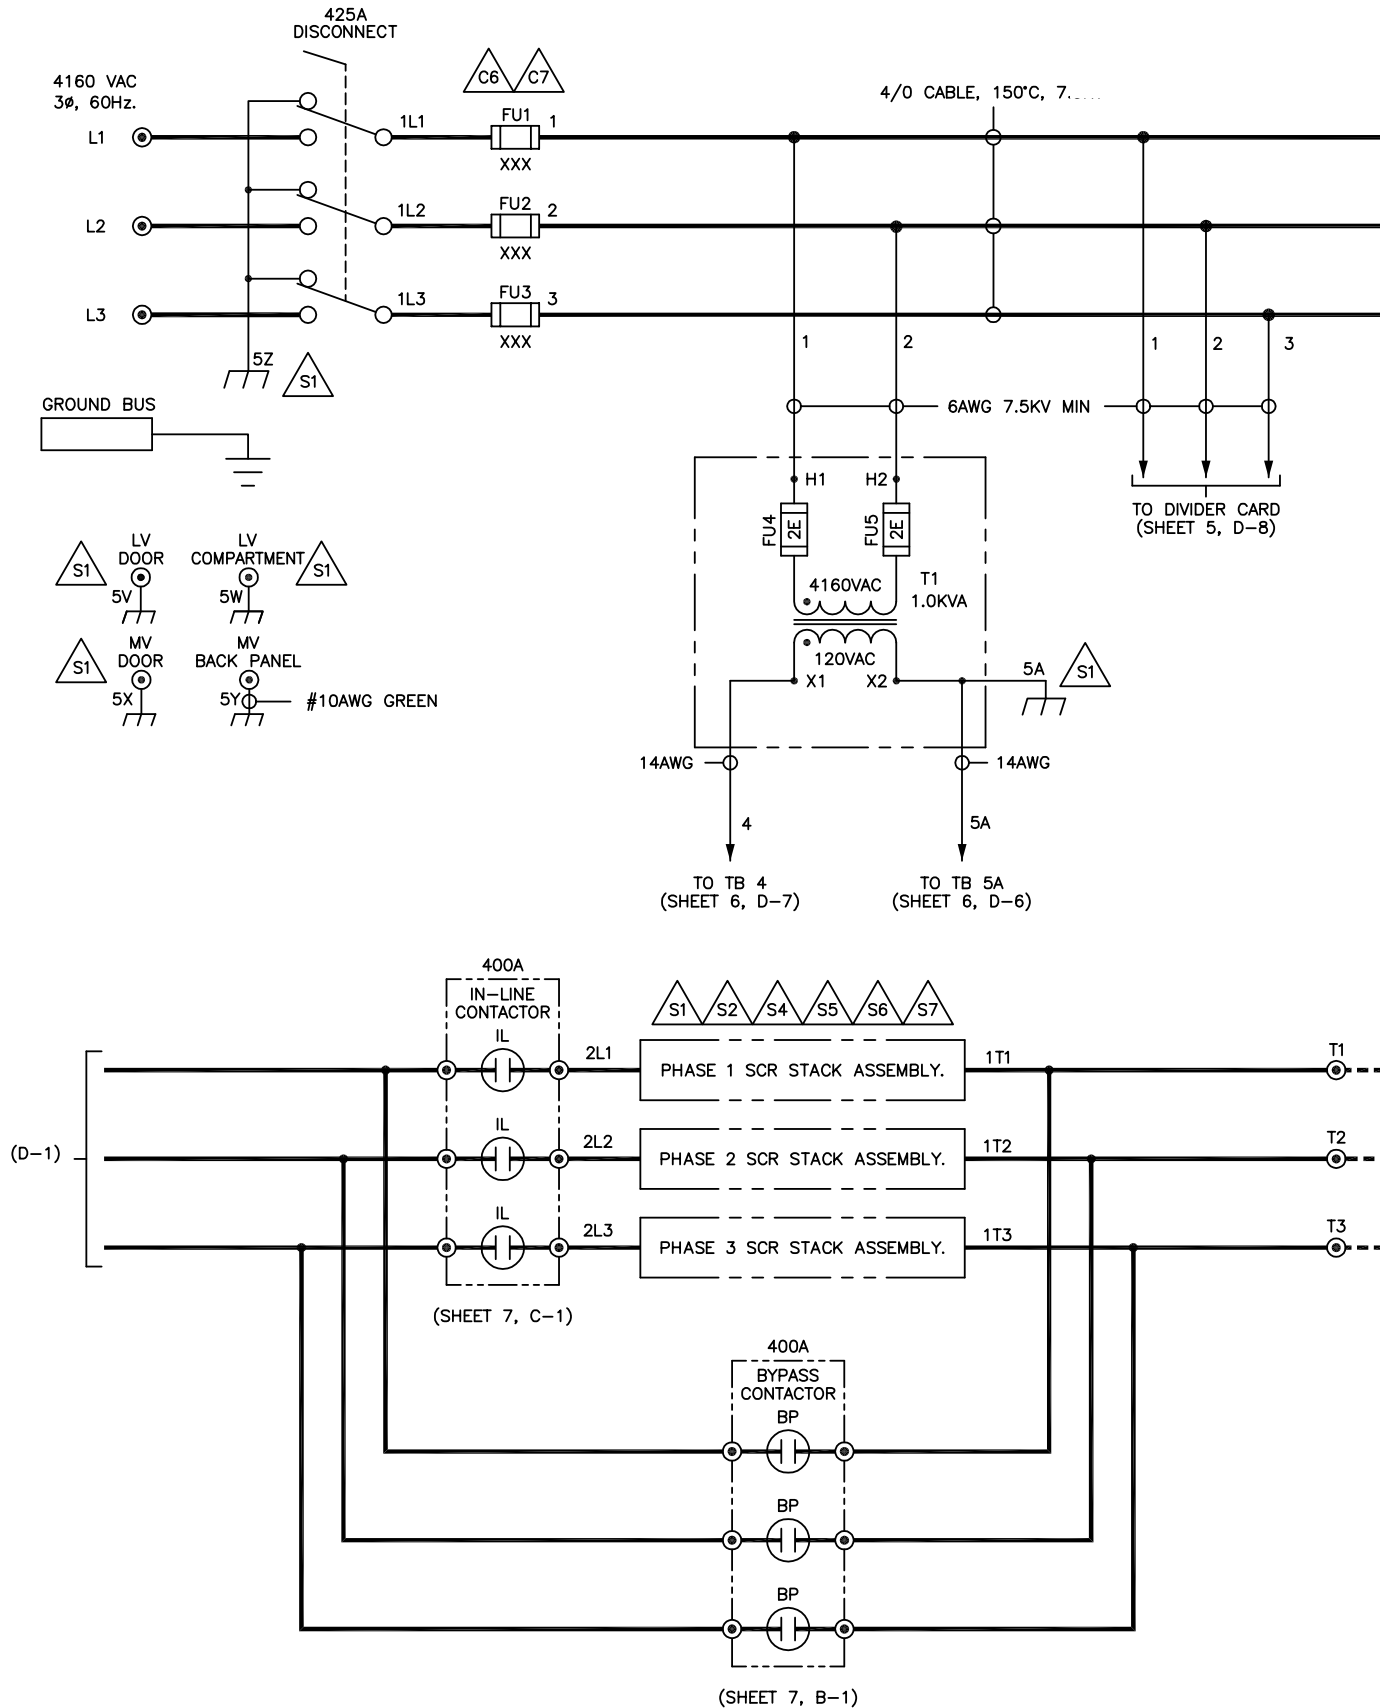 425A
DISCONNECT
4160 VAC
3ø, 60Hz.
C6 C7
4/0 CABLE, 150°C,
L1 1L1 FU1 1
XXX
L2 1L2 FU2 2
XXX
L3 1L3 FU3 3
XXX
1 2 1 2 3
5Z S1
GROUND BUS
6AWG 7.5KV MIN
H1 H2
FU4 2E FU5 2E
TO DIVIDER CARD
(SHEET 5, D-8)
S1 LV
DOOR
5V
LV
COMPARTMENT
5W S1
4160VAC
T1
1.0KVA
120VAC
X1 X2
5A S1
S1 MV
DOOR
5X
MV
BACK PANEL
5Y #10AWG GREEN
14AWG 14AWG
4 5A
TO TB 4
(SHEET 6, D-7)
TO TB 5A
(SHEET 6, D-6)
400A
IN-LINE
CONTACTOR
S1 S2 S4 S5 S6 S7
IL 2L1 PHASE 1 SCR STACK ASSEMBLY. 1T1 T1
(D-1)
IL 2L2 PHASE 2 SCR STACK ASSEMBLY. 1T2 T2
IL 2L3 PHASE 3 SCR STACK ASSEMBLY. 1T3 T3
(SHEET 7, C-1)
400A
BYPASS
CONTACTOR
BP
BP
BP
(SHEET 7, B-1)